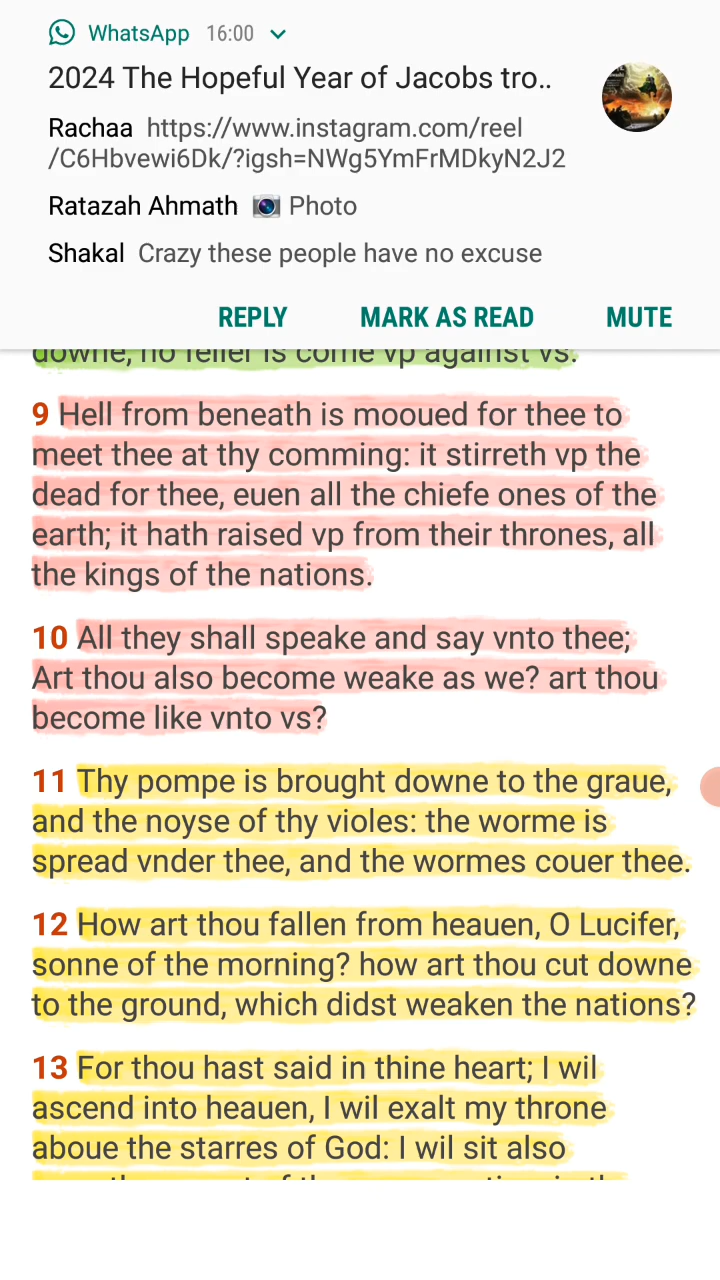 WhatsApp 16:00
2024 The Hopeful Year of Jacobs tro..
Rachaa https://www.instagram.com/reel
/C6Hbvewi6Dk/?igsh=NWg5YmFrMDkyN2J2
Ratazah Ahmath 📷 Photo
Shakal Crazy these people have no excuse
REPLY MARK AS READ MUTE
downe, no feller is come vp against vs.
9 Hell from beneath is mooued for thee to
meet thee at thy comming: it stirreth vp the
dead for thee, euen all the chiefe ones of the
earth; it hath raised vp from their thrones, all
the kings of the nations.
10 All they shall speake and say vnto thee;
Art thou also become weake as we? art thou
become like vnto vs?
11 Thy pompe is brought downe to the graue,
and the noyse of thy violes: the worme is
spread vnder thee, and the wormes couer thee.
12 How art thou fallen from heauen, O Lucifer,
sonne of the morning? how art thou cut downe
to the ground, which didst weaken the nations?
13 For thou hast said in thine heart; I wil
ascend into heauen, I wil exalt my throne
aboue the starres of God: I wil sit also